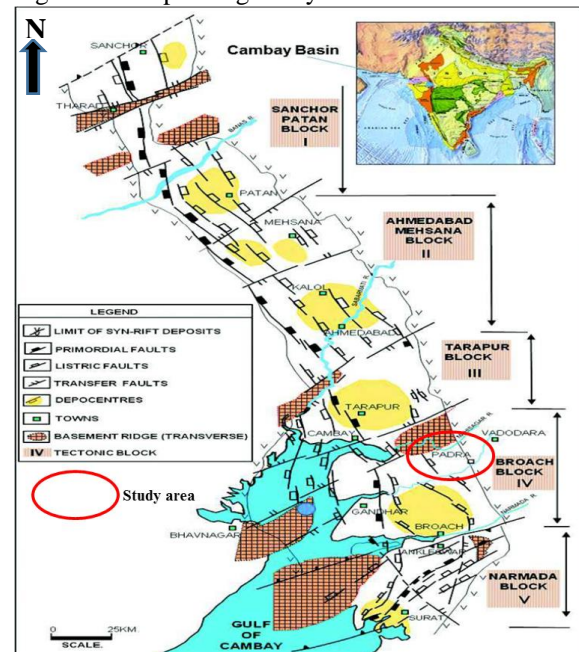 N
SANCHOR
Cambay Basin
THARAD
SANCHOR
PATAN
BLOCK
I
BANAS R.
PATAN
MEHSANA
AHMEDABAD
MEHSANA
BLOCK
II
KALOL
SABARMATI R.
AHMEDABAD
TARAPUR
BLOCK
III
LEGEND
LIMIT OF SYN-RIFT DEPOSITS
PRIMORDIAL FAULTS
LISTRIC FAULTS
TRANSFER FAULTS
DEPOCENTRES
TOWNS
BASEMENT RIDGE (TRANSVERSE)
IV TECTONIC BLOCK
Study area
TARAPUR
CAMBAY
VADODARA
PADRA
BROACH
BLOCK
IV
GANDHAR
NARMADA R.
BROACH
BHAVNAGAR
NARMADA
BLOCK
V
SURAT
0 25KM
SCALE.
GULF
OF
CAMBAY